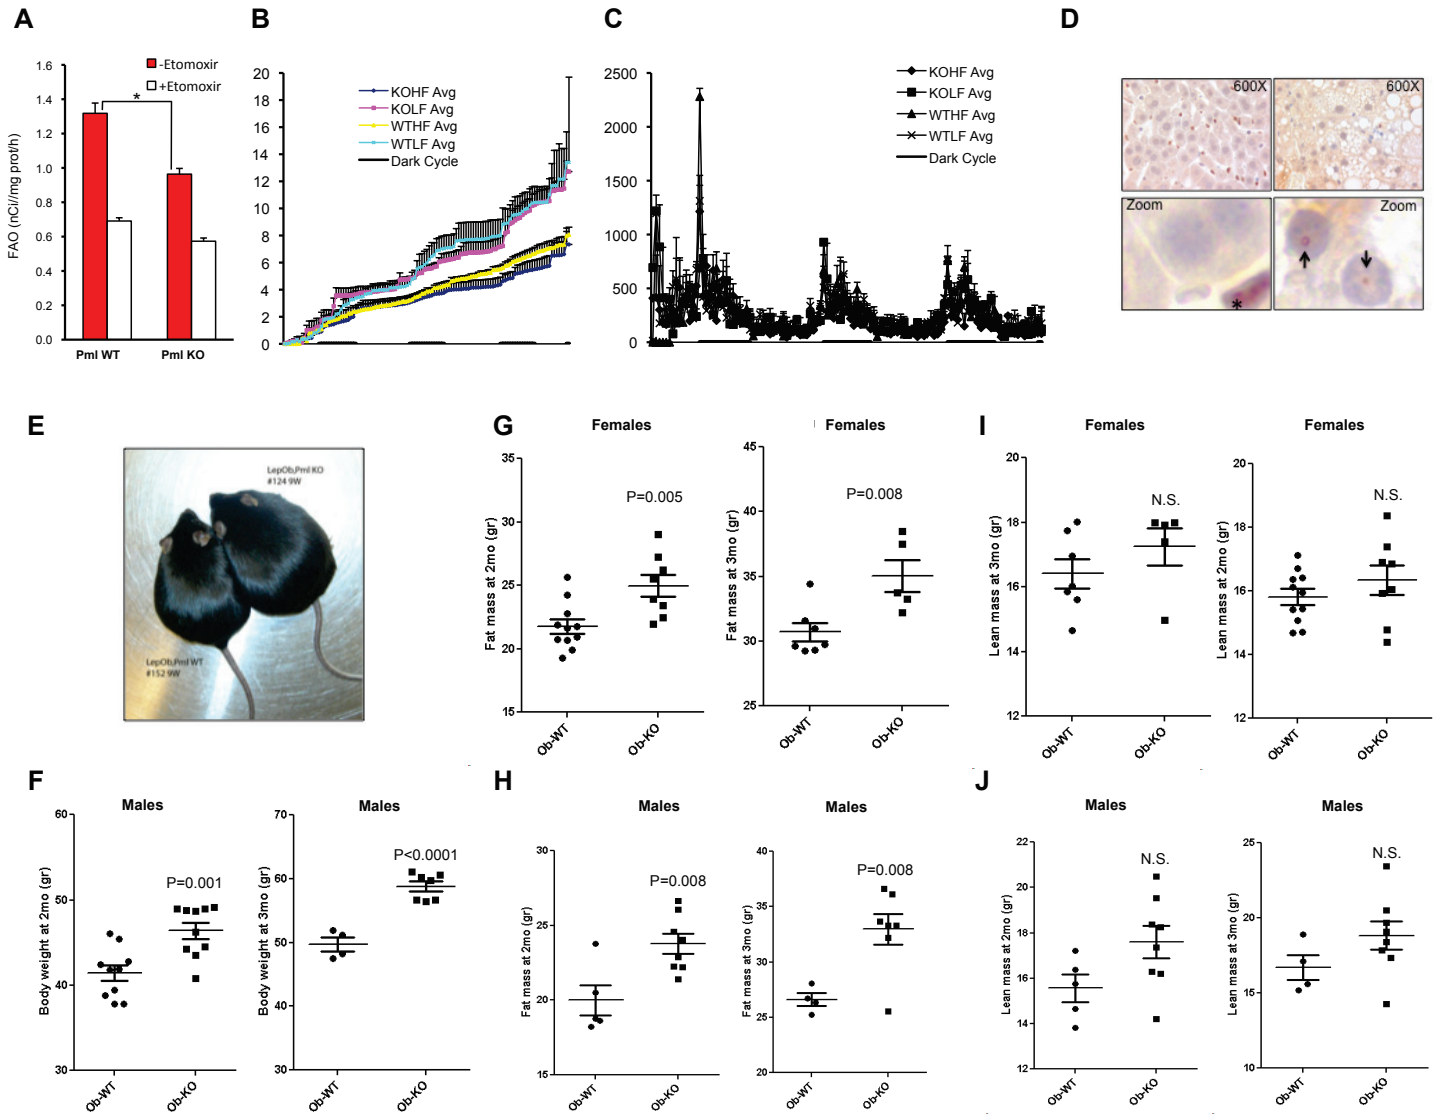 A
B
C
D
-Etomoxir
+Etomoxir
FAO (nCi//mg prot/h)
1.6
1.4
1.2
1.0
0.8
0.6
0.4
0.2
0.0
*
Pml WT
Pml KO
20
18
16
14
12
10
8
6
4
2
0
KOHF Avg
KOLF Avg
WTHF Avg
WTLF Avg
Dark Cycle
2500
2000
1500
1000
500
0
KOHF Avg
KOLF Avg
WTHF Avg
WTLF Avg
Dark Cycle
600X
600X
Zoom
Zoom
*
E
LepOb,Pml KO
#124 9W
LepOb,Pml WT
#152 9W
G
Females
Fat mass at 2mo (gr)
35
30
25
20
15
P=0.005
Ob-WT
Ob-KO
Females
Fat mass at 3mo (gr)
45
40
35
30
25
P=0.008
Ob-WT
Ob-KO
I
Females
Lean mass at 3mo (gr)
20
18
16
14
12
N.S.
Ob-WT
Ob-KO
Females
Lean mass at 2mo (gr)
20
18
16
14
12
N.S.
Ob-WT
Ob-KO
F
Males
Body weight at 2mo (gr)
60
50
40
30
P=0.001
Ob-WT
Ob-KO
Males
Body weight at 3mo (gr)
70
60
50
40
30
P<0.0001
Ob-WT
Ob-KO
H
Males
Fat mass at 2mo (gr)
30
25
20
15
P=0.008
Ob-WT
Ob-KO
Males
Fat mass at 3mo (gr)
40
35
30
25
20
P=0.008
Ob-WT
Ob-KO
J
Males
Lean mass at 2mo (gr)
22
20
18
16
14
12
N.S.
Ob-WT
Ob-KO
Males
Lean mass at 3mo (gr)
25
20
15
10
N.S.
Ob-WT
Ob-KO